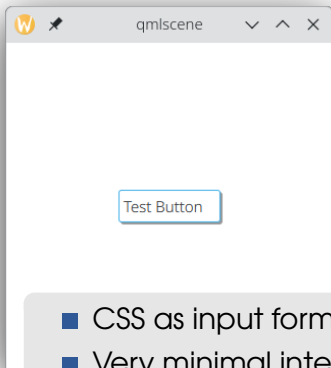 qmlscene
Test Button
CSS as input form
Very minimal inte